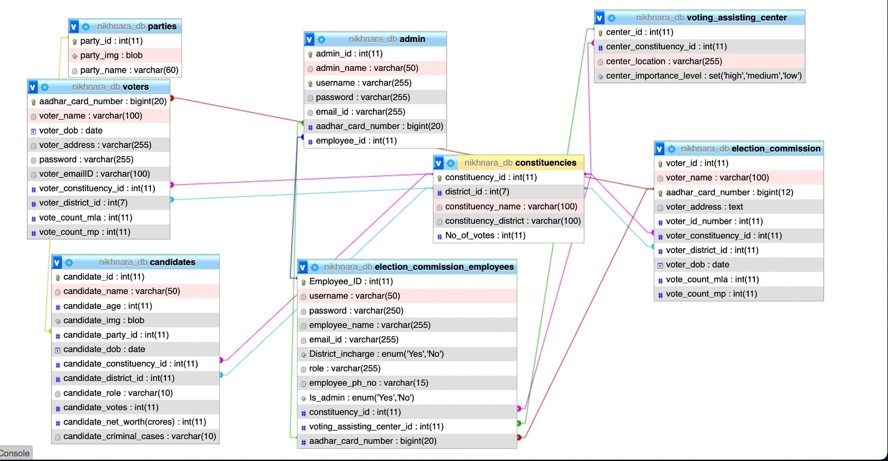 nikhnara_db parties
party_id : int(11)
party_img : blob
party_name : varchar(60)
nikhnara_db voters
aadhar_card_number : bigint(20)
voter_name : varchar(100)
voter_dob : date
voter_address : varchar(255)
password : varchar(255)
voter_emailID : varchar(100)
voter_constituency_id : int(11)
voter_district_id : int(7)
vote_count_mla : int(11)
vote_count_mp : int(11)
nikhnara_db candidates
candidate_id : int(11)
candidate_name : varchar(50)
candidate_age : int(11)
candidate_img : blob
candidate_party_id : int(11)
candidate_dob : date
candidate_constituency_id : int(11)
candidate_district_id : int(11)
candidate_role : varchar(10)
candidate_votes : int(11)
candidate_net_worth(crores) : int(11)
candidate_criminal_cases : varchar(10)
nikhnara_db admin
admin_id : int(11)
admin_name : varchar(50)
username : varchar(255)
password : varchar(255)
email_id : varchar(255)
aadhar_card_number : bigint(20)
employee_id : int(11)
nikhnara_db constituencies
constituency_id : int(11)
district_id : int(7)
constituency_name : varchar(100)
constituency_district : varchar(100)
No_of_votes : int(11)
nikhnara_db election_commission_employees
Employee_ID : int(11)
username : varchar(50)
password : varchar(250)
employee_name : varchar(255)
email_id : varchar(255)
District_incharge : enum('Yes','No')
role : varchar(255)
employee_ph_no : varchar(15)
Is_admin : enum('Yes','No')
constituency_id : int(11)
voting_assisting_center_id : int(11)
aadhar_card_number : bigint(20)
nikhnara_db voting_assisting_center
center_id : int(11)
center_constituency_id : int(11)
center_location : varchar(255)
center_importance_level : set('high','medium','low')
nikhnara_db election_commission
voter_id : int(11)
voter_name : varchar(100)
aadhar_card_number : bigint(12)
voter_address : text
voter_id_number : int(11)
voter_constituency_id : int(11)
voter_district_id : int(11)
voter_dob : date
vote_count_mla : int(11)
vote_count_mp : int(11)
Console